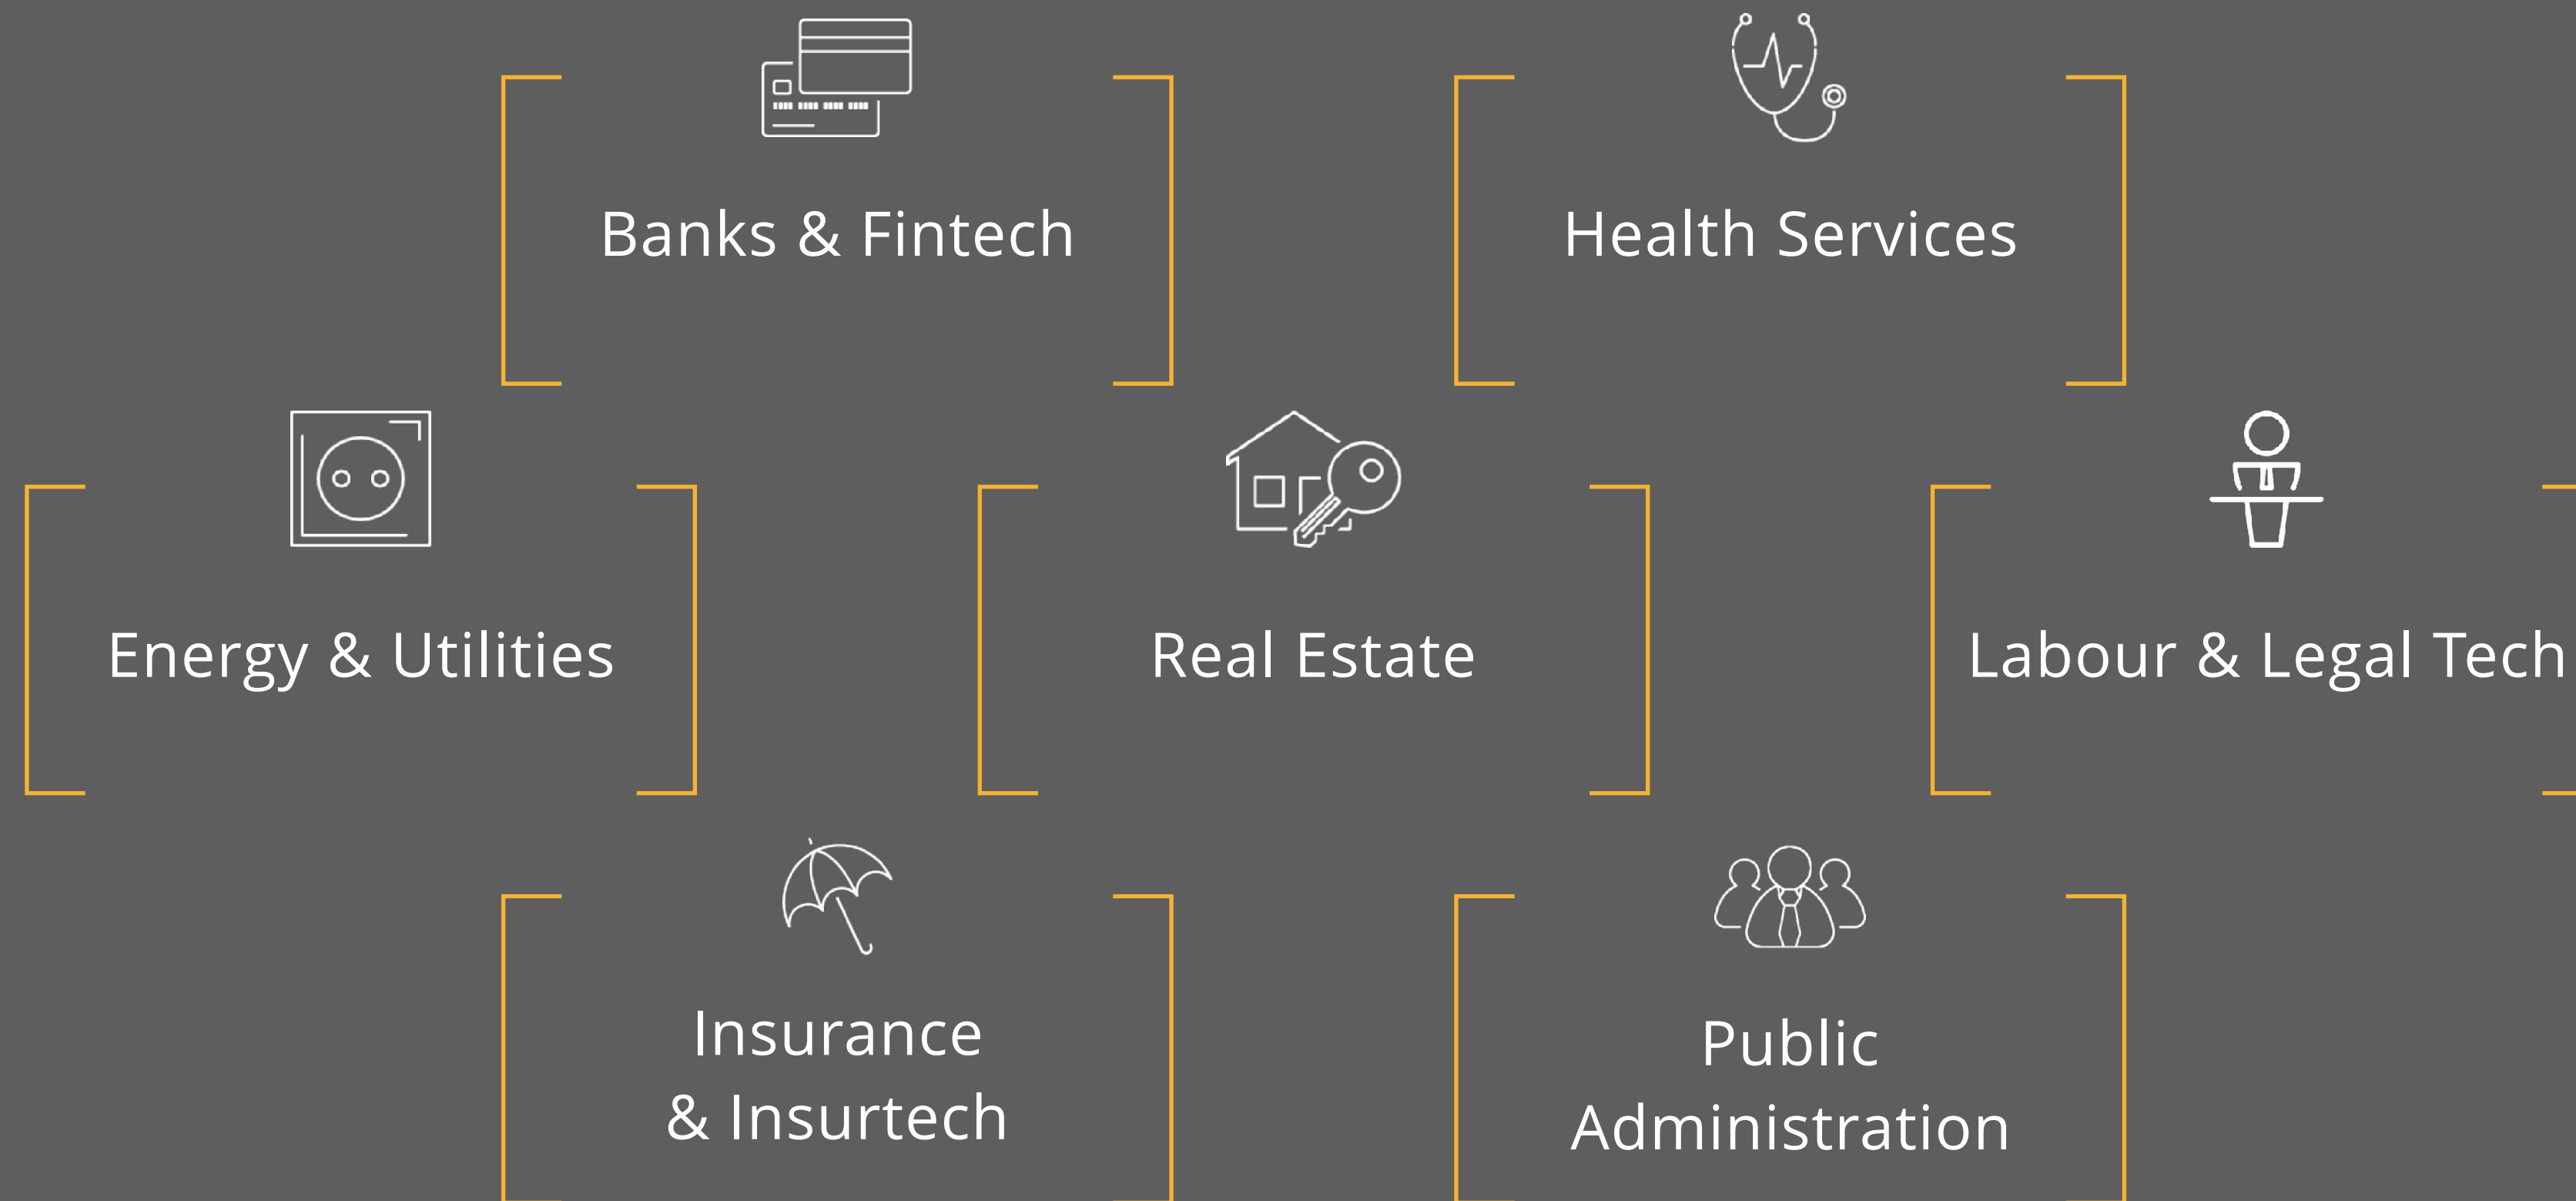 Banks & Fintech
Health Services
Energy & Utilities
Real Estate
Labour & Legal Tech
Insurance
& Insurtech
Public
Administration